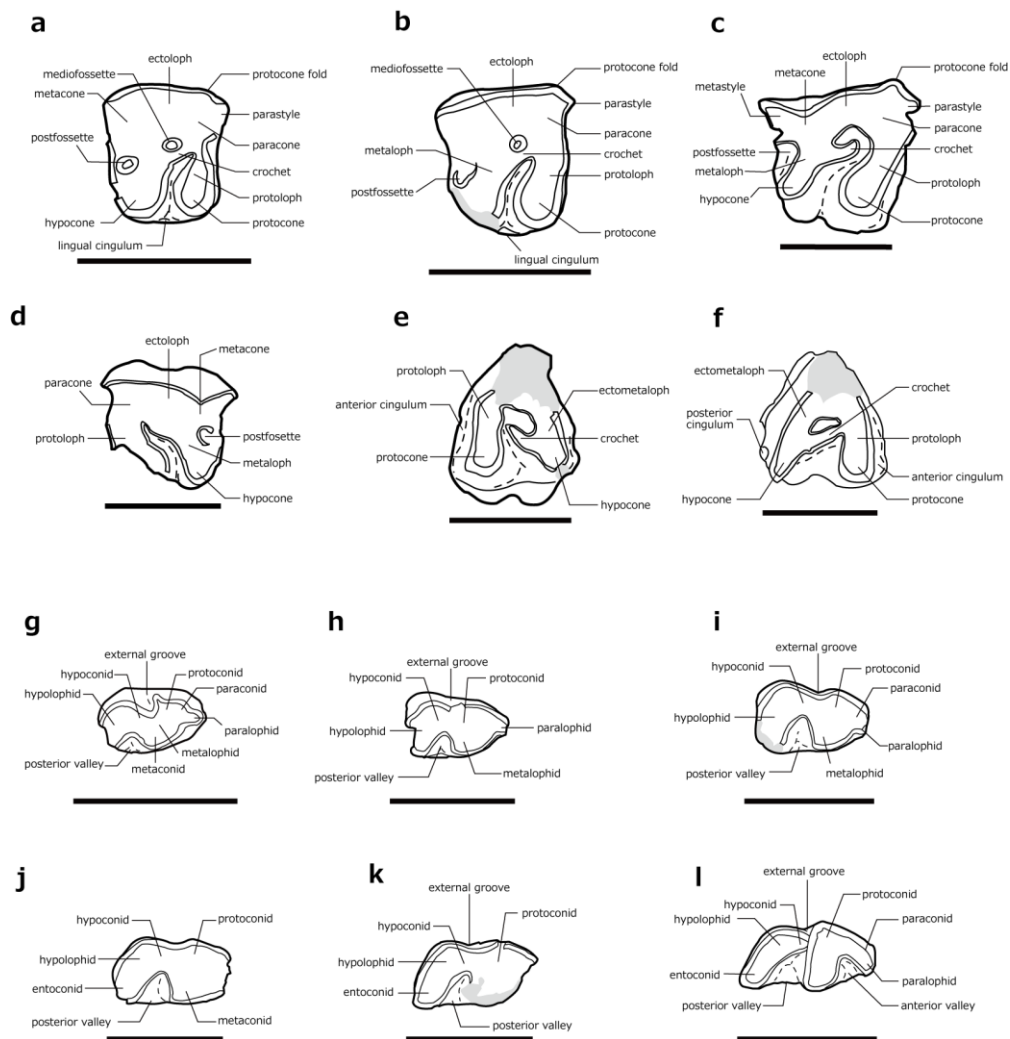 a
ectoloph
mediofossette
protocone fold
metacone
parastyle
postfossette
paracone
crochet
protoloph
hypocone
protocone
lingual cingulum
b
ectoloph
mediofossette
protocone fold
parastyle
paracone
metaloph
crochet
protoloph
postfossette
protocone
lingual cingulum
c
ectoloph
metacone
protocone fold
metastyle
parastyle
paracone
postfossette
crochet
metaloph
protoloph
hypocone
protocone
d
ectoloph
metacone
paracone
protoloph
postfosette
metaloph
hypocone
e
protoloph
ectometaloph
anterior cingulum
crochet
protocone
hypocone
f
ectometaloph
crochet
posterior
cingulum
protoloph
anterior cingulum
hypocone
protocone
g
external groove
hypoconid
protoconid
hypolophid
paraconid
paralophid
metalophid
posterior valley
metaconid
h
external groove
hypoconid
protoconid
hypolophid
paralophid
posterior valley
metalophid
i
external groove
hypoconid
protoconid
paraconid
hypolophid
paralophid
posterior valley
metalophid
j
hypoconid
protoconid
hypolophid
entoconid
posterior valley
metaconid
k
external groove
hypoconid
protoconid
hypolophid
entoconid
posterior valley
l
external groove
protoconid
hypoconid
hypolophid
paraconid
entoconid
paralophid
posterior valley
anterior valley